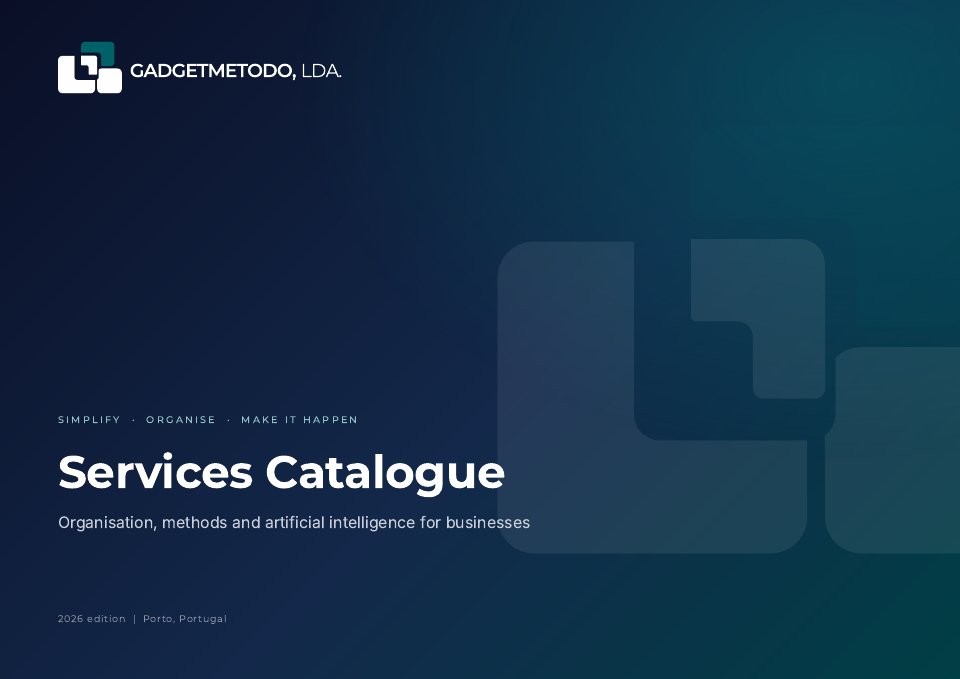 GADGETMETODO, LDA.
SIMPLIFY · ORGANISE · MAKE IT HAPPEN
Services Catalogue
Organisation, methods and artificial intelligence for businesses
2026 edition | Porto, Portugal